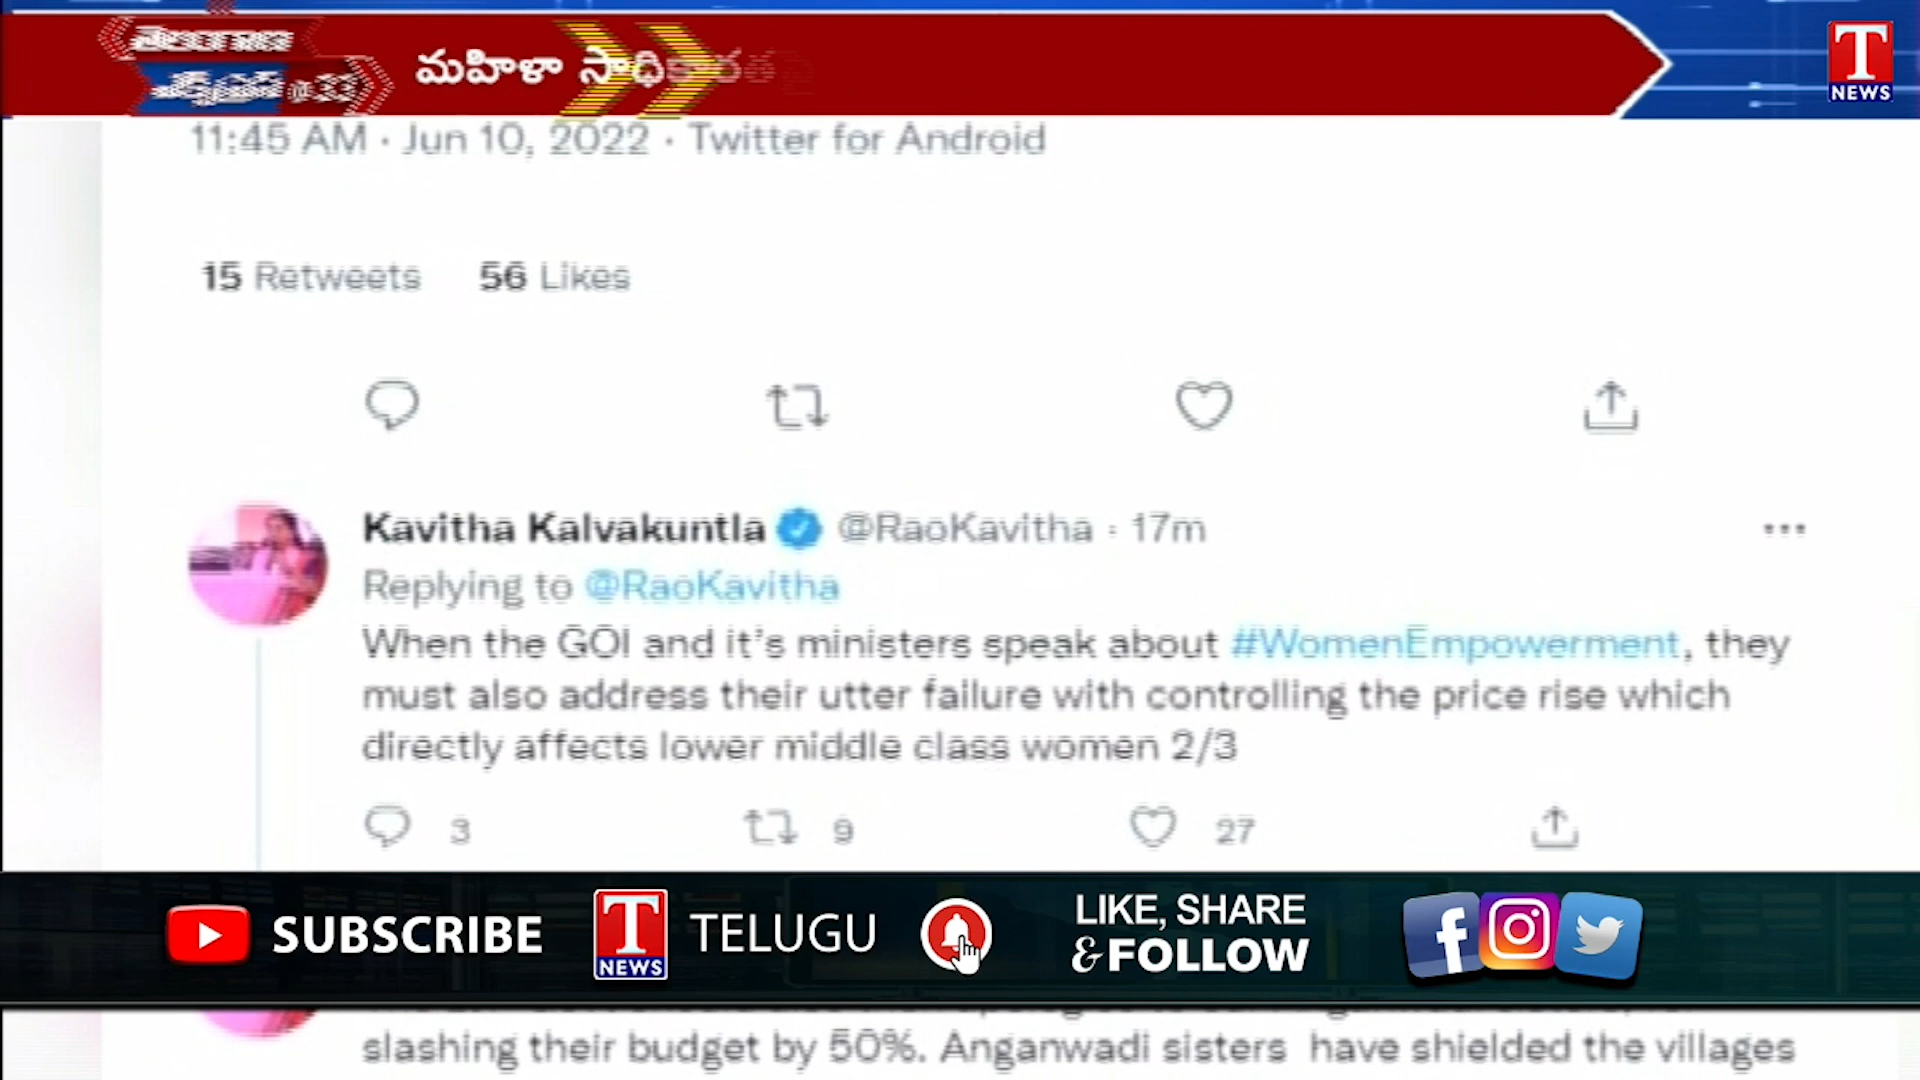 తెలంగాణ
ఎక్స్‌ప్రెస్ @33
మహిళా సాధికారతపై
T
NEWS
11:45 AM · Jun 10, 2022 · Twitter for Android
15 Retweets 56 Likes
Kavitha Kalvakuntla @RaoKavitha · 17m
Replying to @RaoKavitha
When the GOI and it's ministers speak about #WomenEmpowerment, they
must also address their utter failure with controlling the price rise which
directly affects lower middle class women 2/3
3 9 27
SUBSCRIBE T NEWS TELUGU LIKE, SHARE
& FOLLOW
slashing their budget by 50%. Anganwadi sisters have shielded the villages